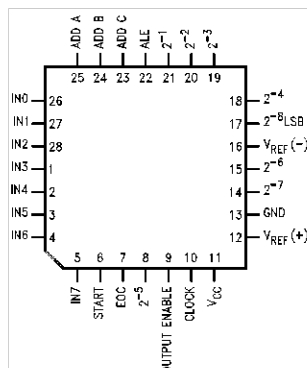 ADD A
ADD B
ADD C
ALE
2⁻¹
2⁻²
2⁻³
25 24 23 22 21 20 19
IN0 26 18 2⁻⁴
IN1 27 17 2⁻⁸LSB
IN2 28 16 VREF(−)
IN3 1 15 2⁻⁶
IN4 2 14 2⁻⁷
IN5 3 13 GND
IN6 4 12 VREF(+)
5 6 7 8 9 10 11
IN7
START
EOC
2⁻⁵
OUTPUT ENABLE
CLOCK
VCC